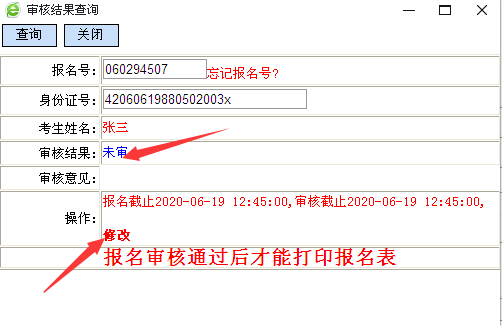 审核结果查询
查询 关闭
报名号: 060294507 忘记报名号?
身份证号: 42060619880502003x
考生姓名: 张三
审核结果: 未审
审核意见:
报名截止2020-06-19 12:45:00,审核截止2020-06-19 12:45:00,
操作:
修改
报名审核通过后才能打印报名表